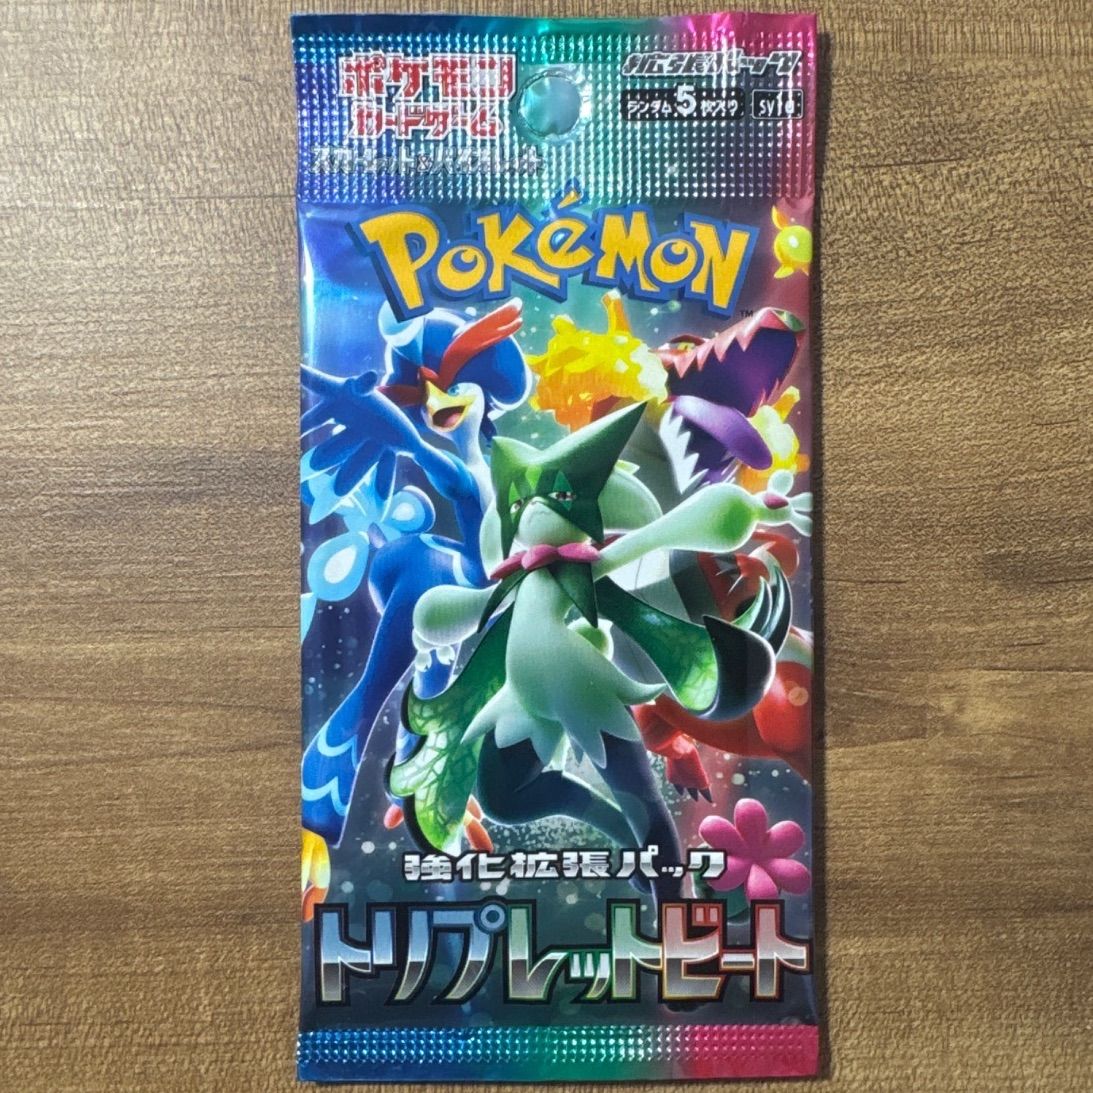 ポケモン
カードゲーム
スカーレット&バイオレット
拡張パック
ランダム5枚入り
POKéMON
TM
強化拡張パック
トリプレットビート